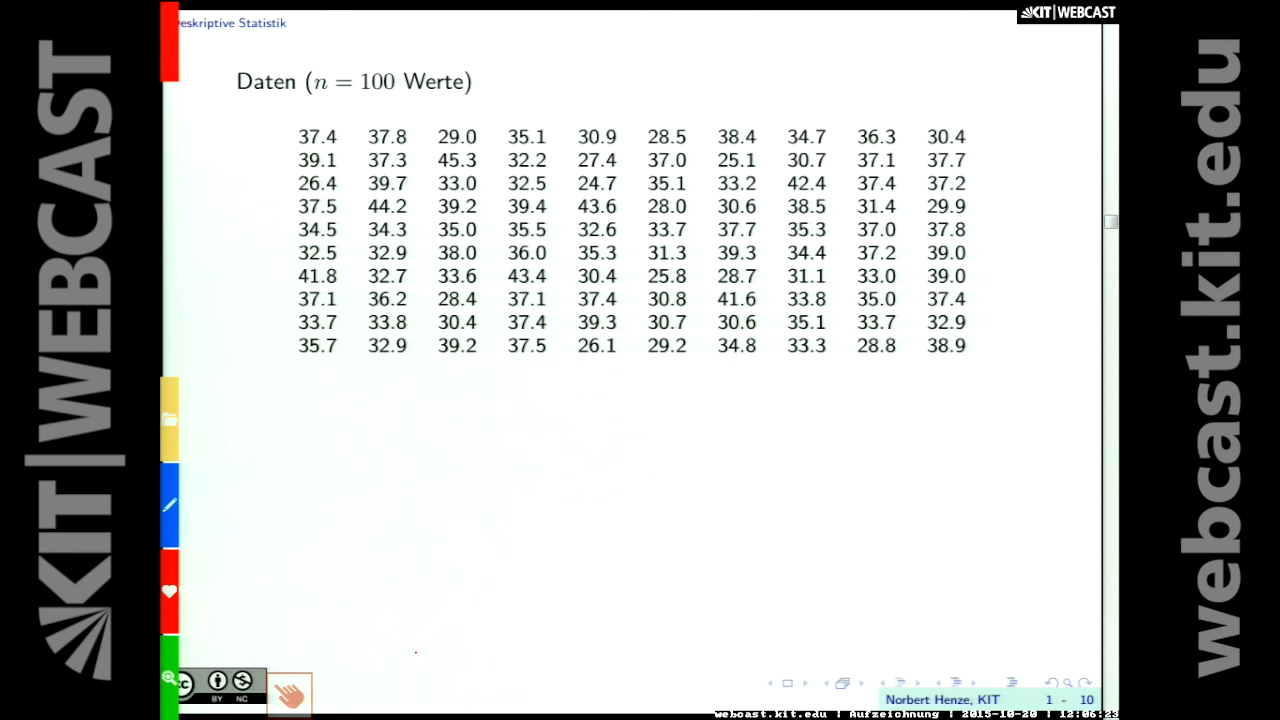 Deskriptive Statistik
KIT|WEBCAST
Daten (n = 100 Werte)
37.4 37.8 29.0 35.1 30.9 28.5 38.4 34.7 36.3 30.4
39.1 37.3 45.3 32.2 27.4 37.0 25.1 30.7 37.1 37.7
26.4 39.7 33.0 32.5 24.7 35.1 33.2 42.4 37.4 37.2
37.5 44.2 39.2 39.4 43.6 28.0 30.6 38.5 31.4 29.9
34.5 34.3 35.0 35.5 32.6 33.7 37.7 35.3 37.0 37.8
32.5 32.9 38.0 36.0 35.3 31.3 39.3 34.4 37.2 39.0
41.8 32.7 33.6 43.4 30.4 25.8 28.7 31.1 33.0 39.0
37.1 36.2 28.4 37.1 37.4 30.8 41.6 33.8 35.0 37.4
33.7 33.8 30.4 37.4 39.3 30.7 30.6 35.1 33.7 32.9
35.7 32.9 39.2 37.5 26.1 29.2 34.8 33.3 28.8 38.9
KIT|WEBCAST
webcast.kit.edu
cc BY NC
Norbert Henze, KIT 1 - 10
webcast.kit.edu | Aufzeichnung | 2015-10-20 | 12:06:23